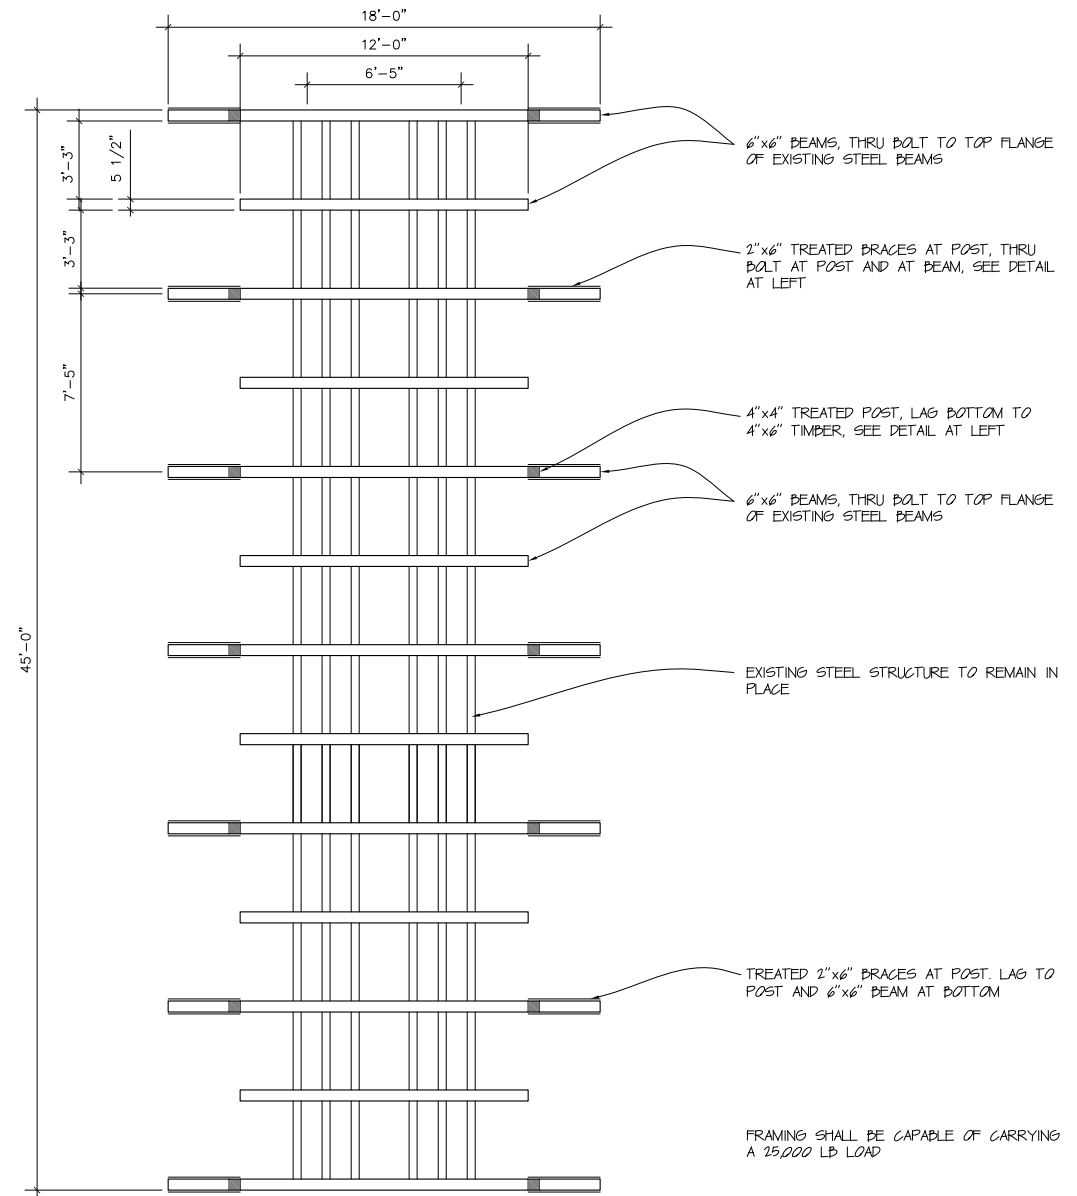 18'-0"
12'-0"
6'-5"
3'-3"
5 1/2"
3'-3"
7'-5"
45'-0"
6"x6" BEAMS, THRU BOLT TO TOP FLANGE
OF EXISTING STEEL BEAMS
2"x6" TREATED BRACES AT POST, THRU
BOLT AT POST AND AT BEAM, SEE DETAIL
AT LEFT
4"x4" TREATED POST, LAG BOTTOM TO
4"x6" TIMBER, SEE DETAIL AT LEFT
6"x6" BEAMS, THRU BOLT TO TOP FLANGE
OF EXISTING STEEL BEAMS
EXISTING STEEL STRUCTURE TO REMAIN IN
PLACE
TREATED 2"x6" BRACES AT POST. LAG TO
POST AND 6"x6" BEAM AT BOTTOM
FRAMING SHALL BE CAPABLE OF CARRYING
A 25,000 LB LOAD